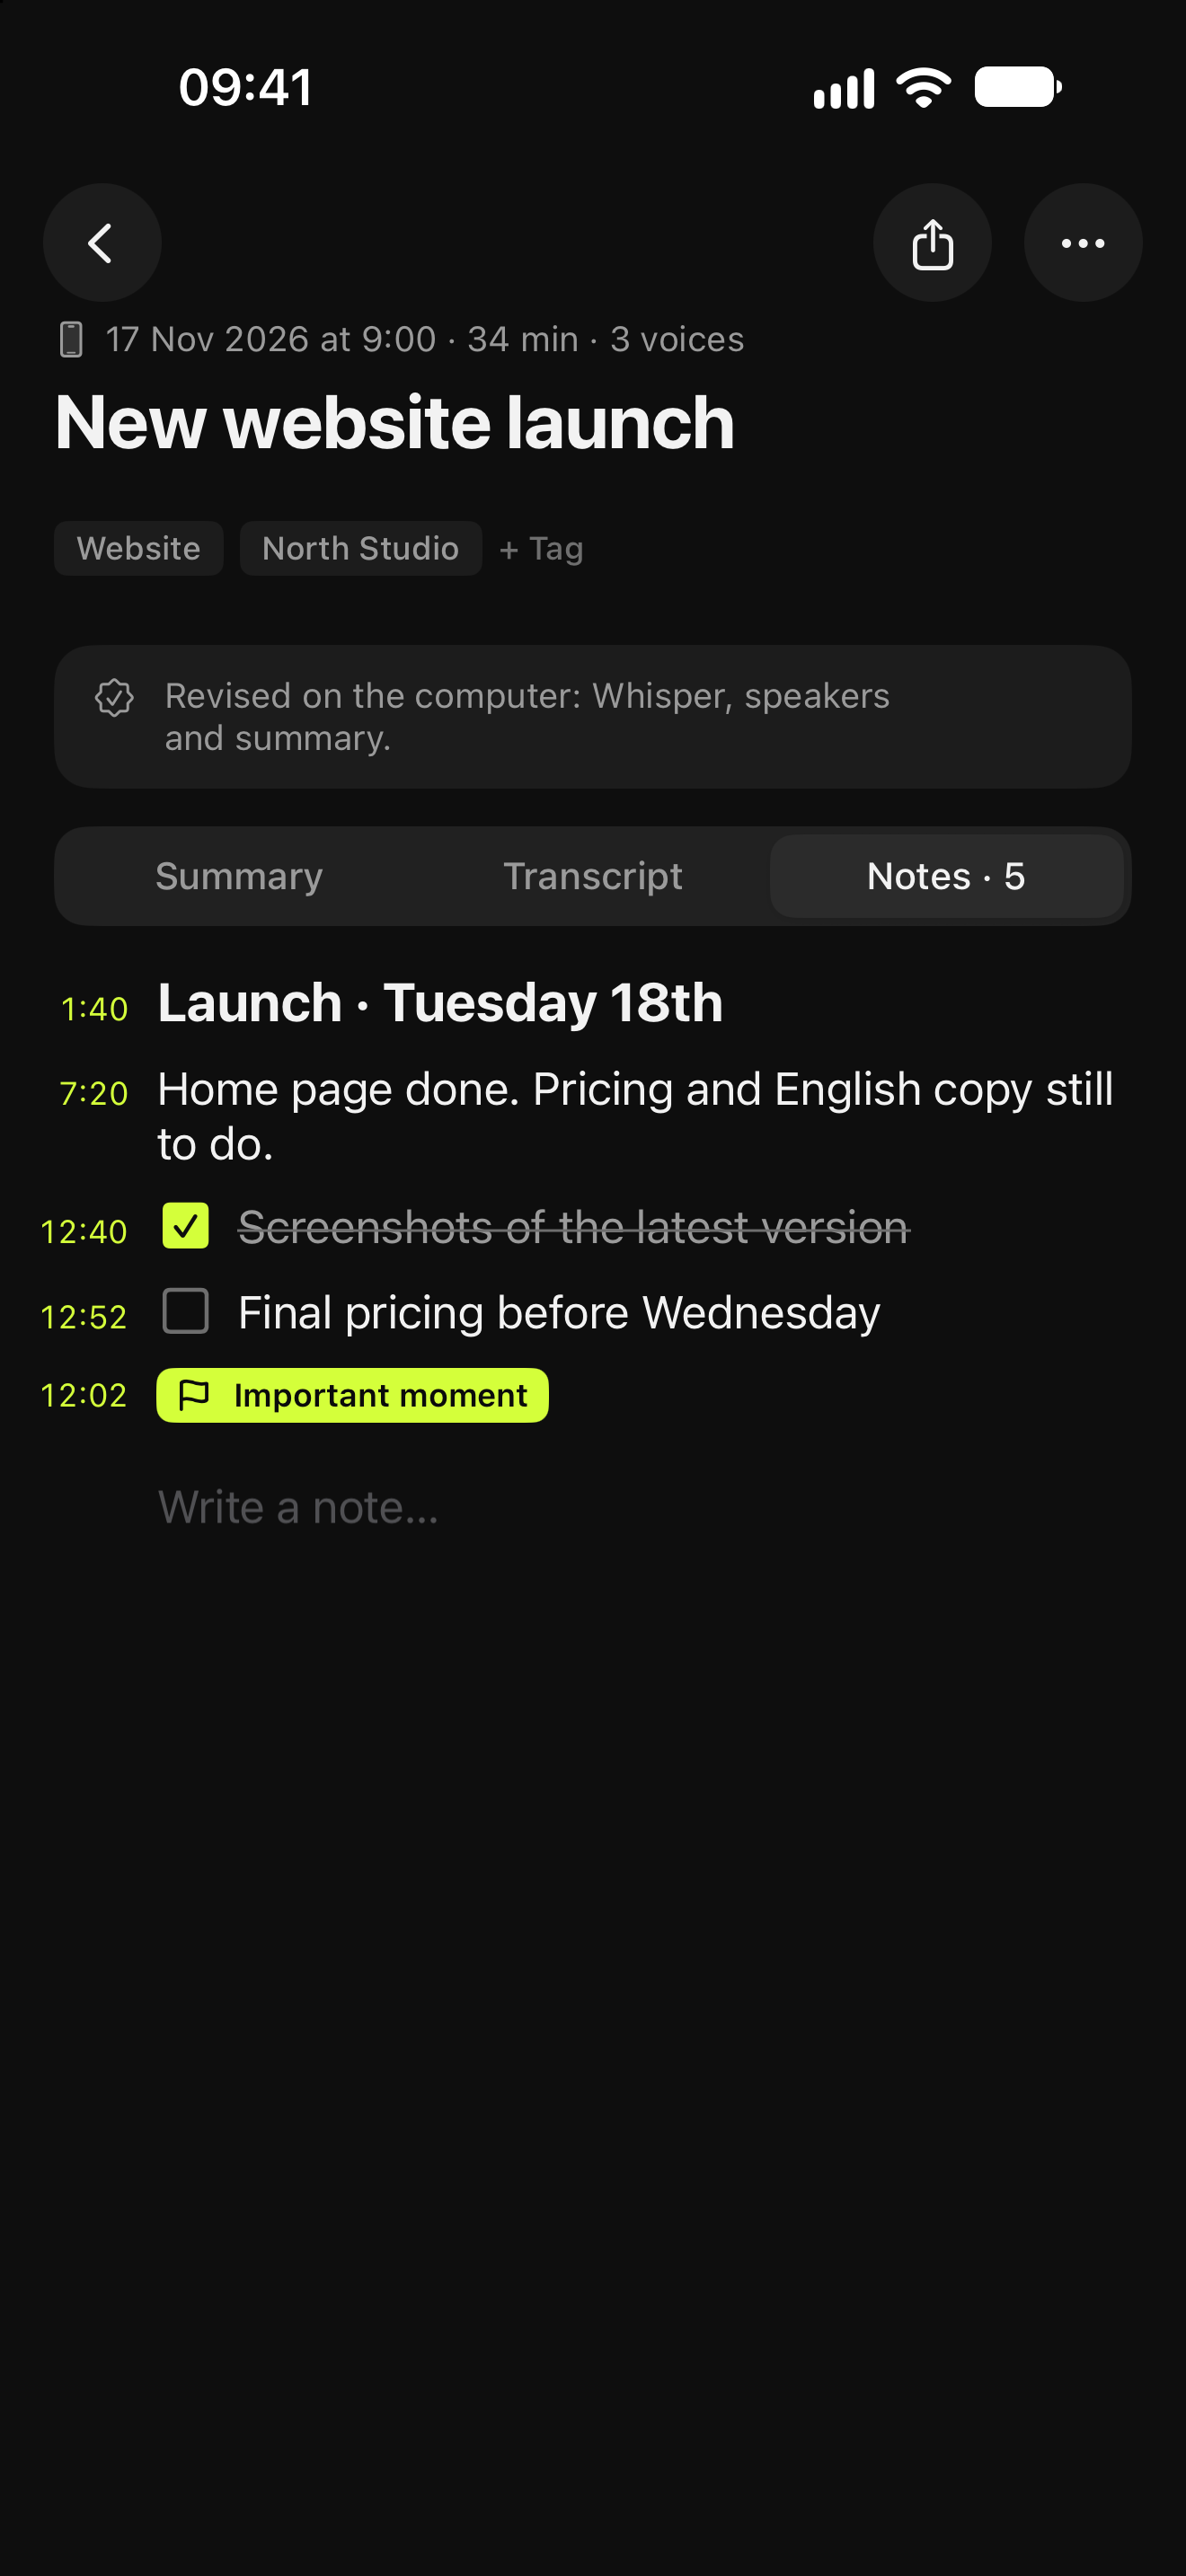 09:41
17 Nov 2026 at 9:00 · 34 min · 3 voices
New website launch
Website North Studio + Tag
Revised on the computer: Whisper, speakers
and summary.
Summary Transcript Notes · 5
1:40 Launch · Tuesday 18th
7:20 Home page done. Pricing and English copy still
to do.
12:40 Screenshots of the latest version
12:52 Final pricing before Wednesday
12:02 Important moment
Write a note...